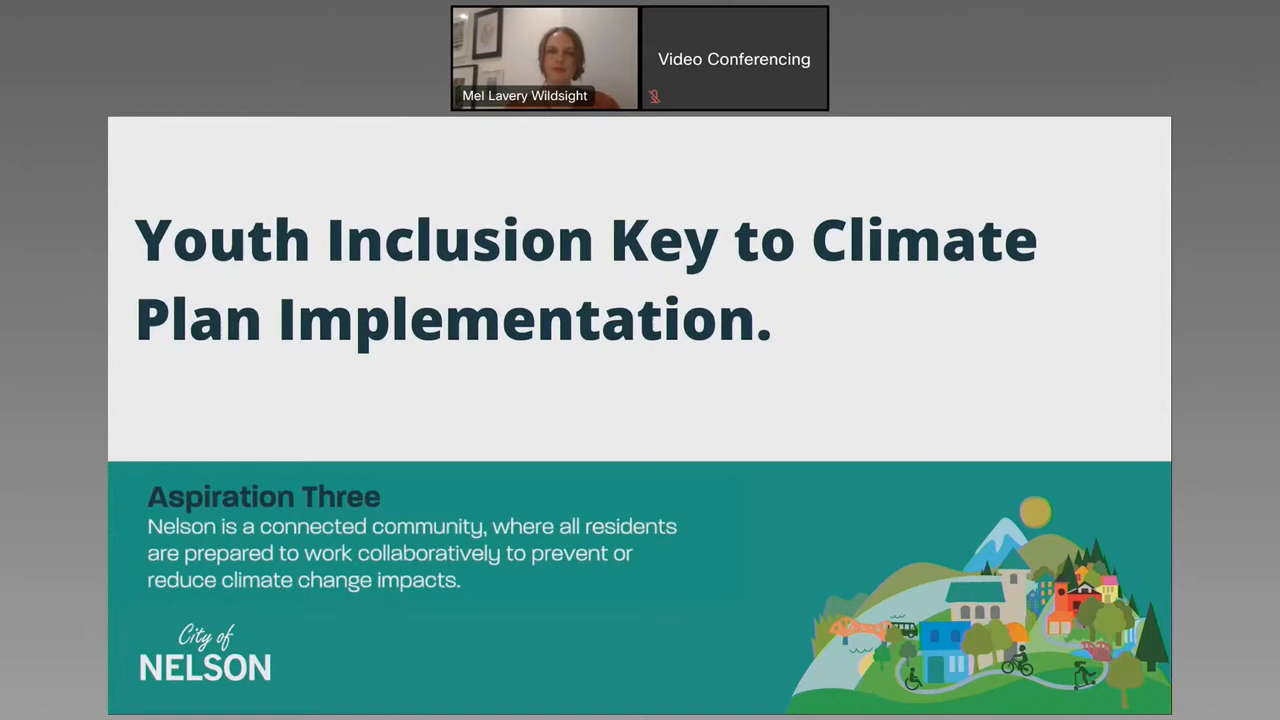 Video Conferencing
Mel Lavery Wildsight
Youth Inclusion Key to Climate
Plan Implementation.
Aspiration Three
Nelson is a connected community, where all residents
are prepared to work collaboratively to prevent or
reduce climate change impacts.
City of
NELSON